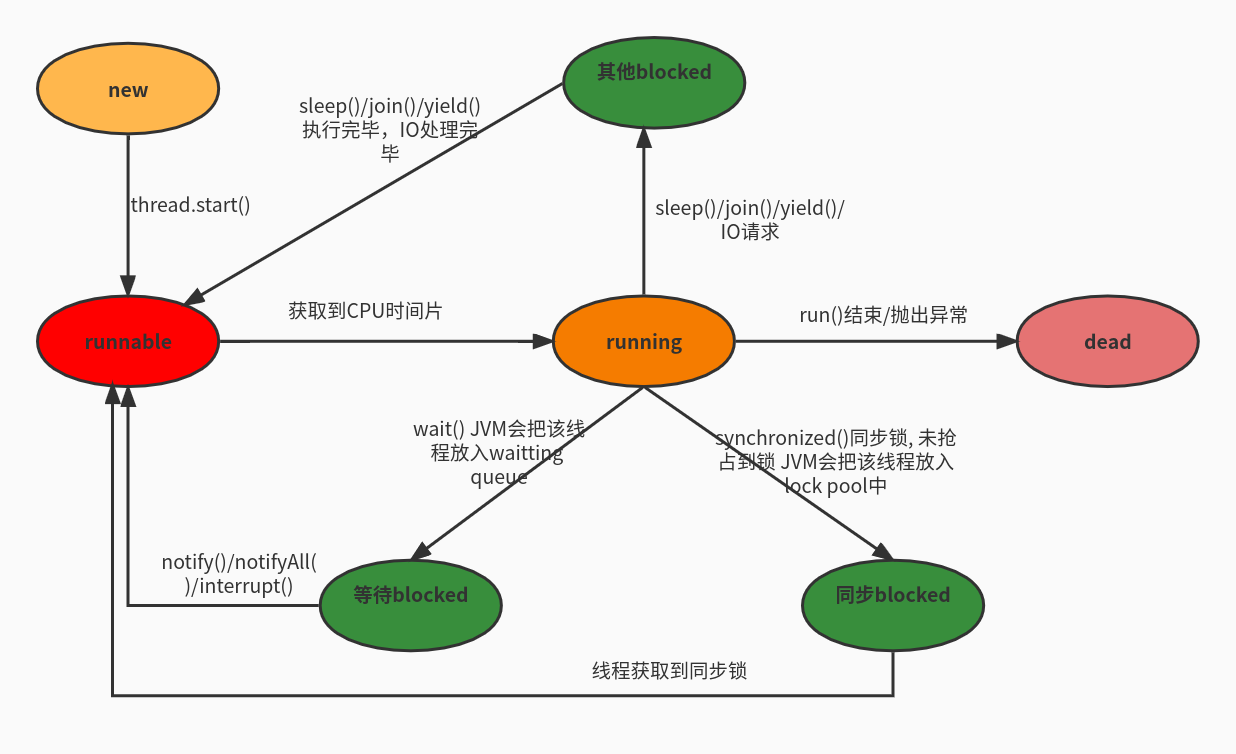 new
其他blocked
sleep()/join()/yield()
执行完毕，IO处理完
毕
thread.start()
sleep()/join()/yield()/
IO请求
获取到CPU时间片
run()结束/抛出异常
runnable
running
dead
wait() JVM会把该线
程放入waitting
queue
synchronized()同步锁, 未抢
占到锁 JVM会把该线程放入
lock pool中
notify()/notifyAll(
)/interrupt()
等待blocked
同步blocked
线程获取到同步锁